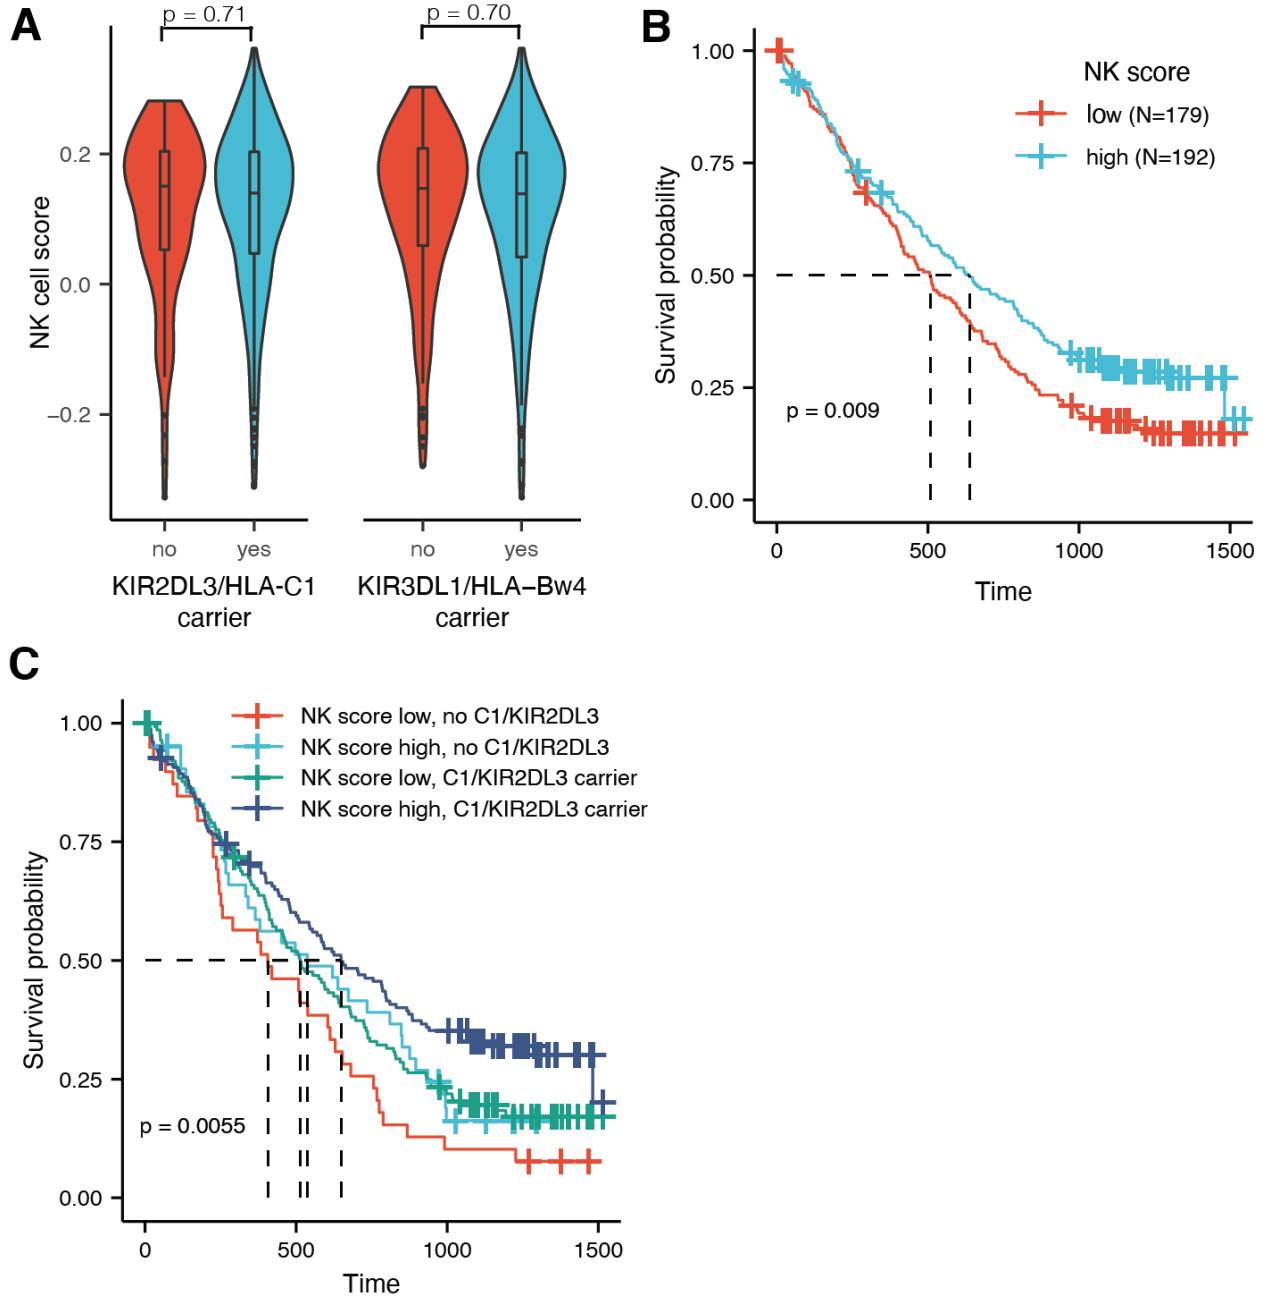 A
p = 0.71
p = 0.70
NK cell score
0.2
0.0
−0.2
no
yes
no
yes
KIR2DL3/HLA-C1
carrier
KIR3DL1/HLA−Bw4
carrier
B
Survival probability
1.00
0.75
0.50
0.25
0.00
NK score
low (N=179)
high (N=192)
p = 0.009
0
500
1000
1500
Time
C
Survival probability
1.00
0.75
0.50
0.25
0.00
NK score low, no C1/KIR2DL3
NK score high, no C1/KIR2DL3
NK score low, C1/KIR2DL3 carrier
NK score high, C1/KIR2DL3 carrier
p = 0.0055
0
500
1000
1500
Time